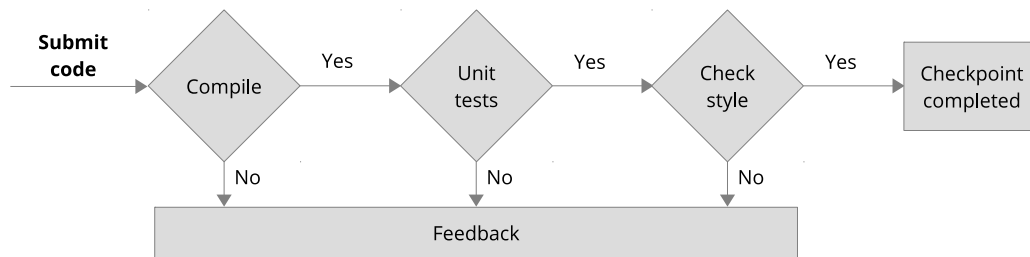 Submit
code
Compile
Yes
Unit
tests
Yes
Check
style
Yes
Checkpoint
completed
No
No
No
Feedback